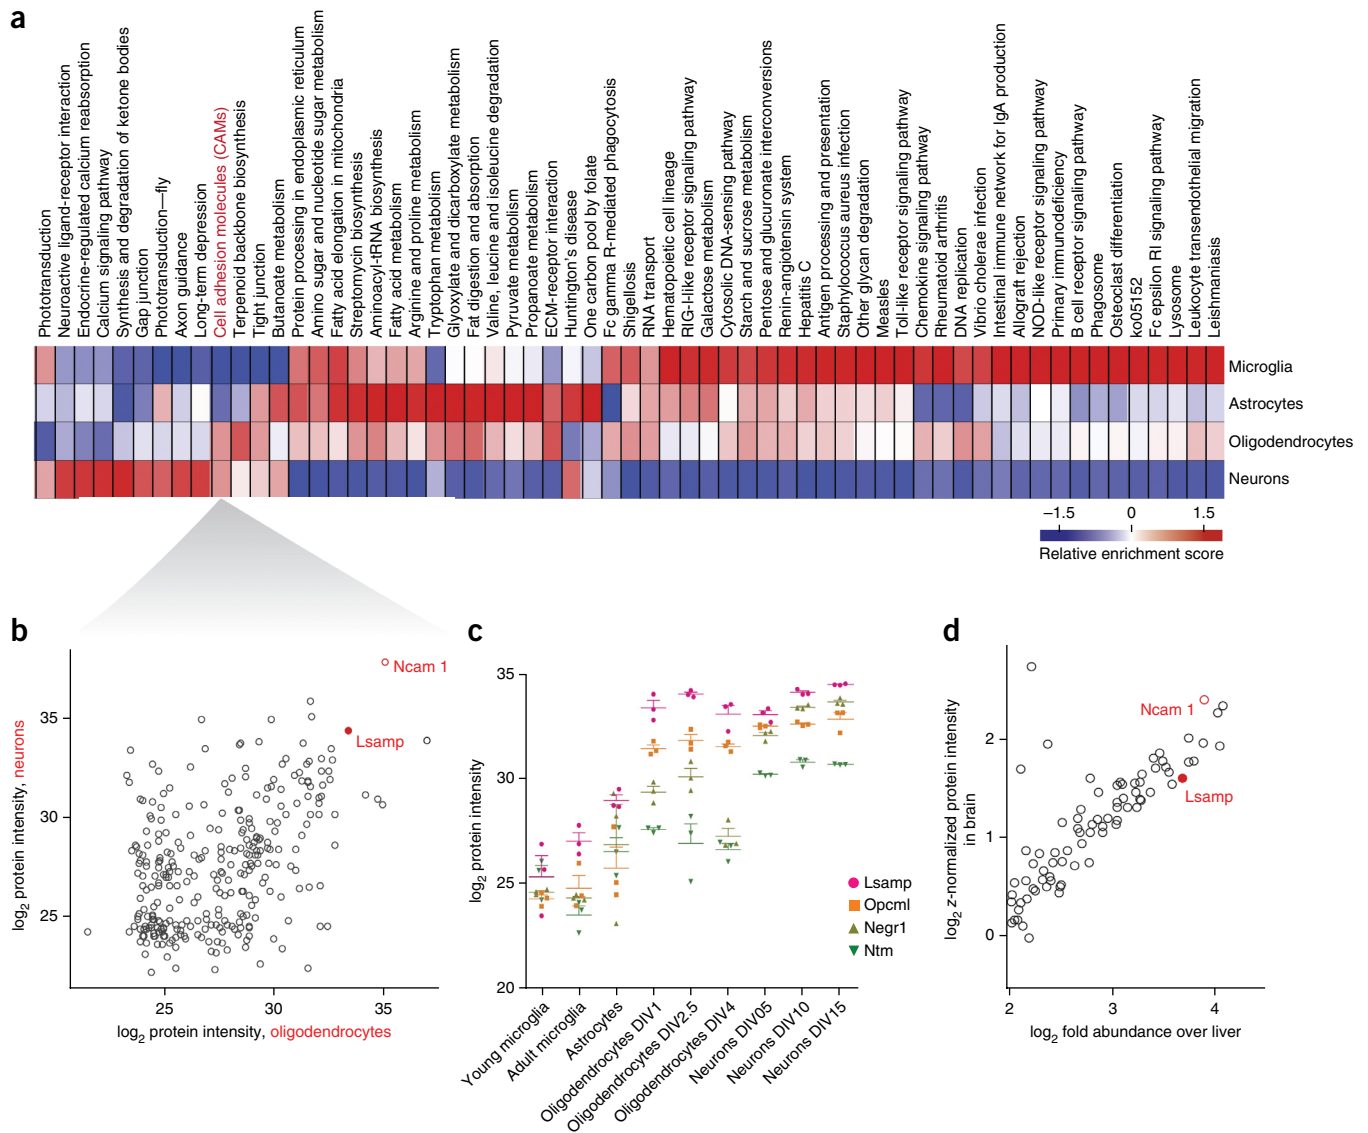 a
Phototransduction
Neuroactive ligand-receptor interaction
Endocrine-regulated calcium reabsorption
Calcium signaling pathway
Synthesis and degradation of ketone bodies
Gap junction
Phototransduction—fly
Axon guidance
Long-term depression
Cell adhesion molecules (CAMs)
Terpenoid backbone biosynthesis
Tight junction
Butanoate metabolism
Protein processing in endoplasmic reticulum
Amino sugar and nucleotide sugar metabolism
Fatty acid elongation in mitochondria
Streptomycin biosynthesis
Aminoacyl-tRNA biosynthesis
Fatty acid metabolism
Arginine and proline metabolism
Tryptophan metabolism
Glyoxylate and dicarboxylate metabolism
Fat digestion and absorption
Valine, leucine and isoleucine degradation
Pyruvate metabolism
Propanoate metabolism
ECM-receptor interaction
Huntington's disease
One carbon pool by folate
Fc gamma R-mediated phagocytosis
Shigellosis
RNA transport
Hematopoietic cell lineage
RIG-I-like receptor signaling pathway
Galactose metabolism
Cytosolic DNA-sensing pathway
Starch and sucrose metabolism
Pentose and glucuronate interconversions
Renin-angiotensin system
Hepatitis C
Antigen processing and presentation
Staphylococcus aureus infection
Other glycan degradation
Measles
Toll-like receptor signaling pathway
Chemokine signaling pathway
Rheumatoid arthritis
DNA replication
Vibrio cholerae infection
Intestinal immune network for IgA production
Allograft rejection
NOD-like receptor signaling pathway
Primary immunodeficiency
B cell receptor signaling pathway
Phagosome
Osteoclast differentiation
ko05152
Fc epsilon RI signaling pathway
Lysosome
Leukocyte transendothelial migration
Leishmaniasis
Microglia
Astrocytes
Oligodendrocytes
Neurons
−1.5 0 1.5
Relative enrichment score
b
log2 protein intensity, neurons
35
30
25
Ncam 1
Lsamp
25 30 35
log2 protein intensity, oligodendrocytes
c
log2 protein intensity
35
30
25
20
Lsamp
Opcml
Negr1
Ntm
Young microglia
Adult microglia
Astrocytes
Oligodendrocytes DIV1
Oligodendrocytes DIV2.5
Oligodendrocytes DIV4
Neurons DIV05
Neurons DIV10
Neurons DIV15
d
log2 z-normalized protein intensity
in brain
2
1
0
Ncam 1
Lsamp
2 3 4
log2 fold abundance over liver